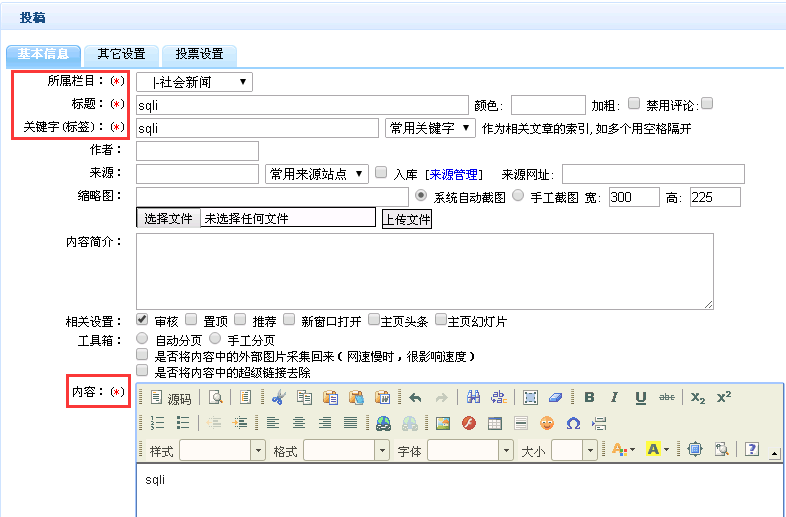 投稿
基本信息 其它设置 投票设置
所属栏目：(*) |-社会新闻
标题：(*) sqli 颜色: 加粗: 禁用评论:
关键字(标签)：(*) sqli 常用关键字 作为相关文章的索引,如多个用空格隔开
作者：
来源： 常用来源站点 入库 [来源管理] 来源网址:
缩略图： 系统自动截图 手工截图 宽: 300 高: 225
选择文件 未选择任何文件 上传文件
内容简介：
相关设置： 审核 置顶 推荐 新窗口打开 主页头条 主页幻灯片
工具箱： 自动分页 手工分页
是否将内容中的外部图片采集回来(网速慢时,很影响速度)
是否将内容中的超级链接去除
内容：(*) 源码 B I U abc X₂ X²
样式 格式 字体 大小 A A ?
sqli